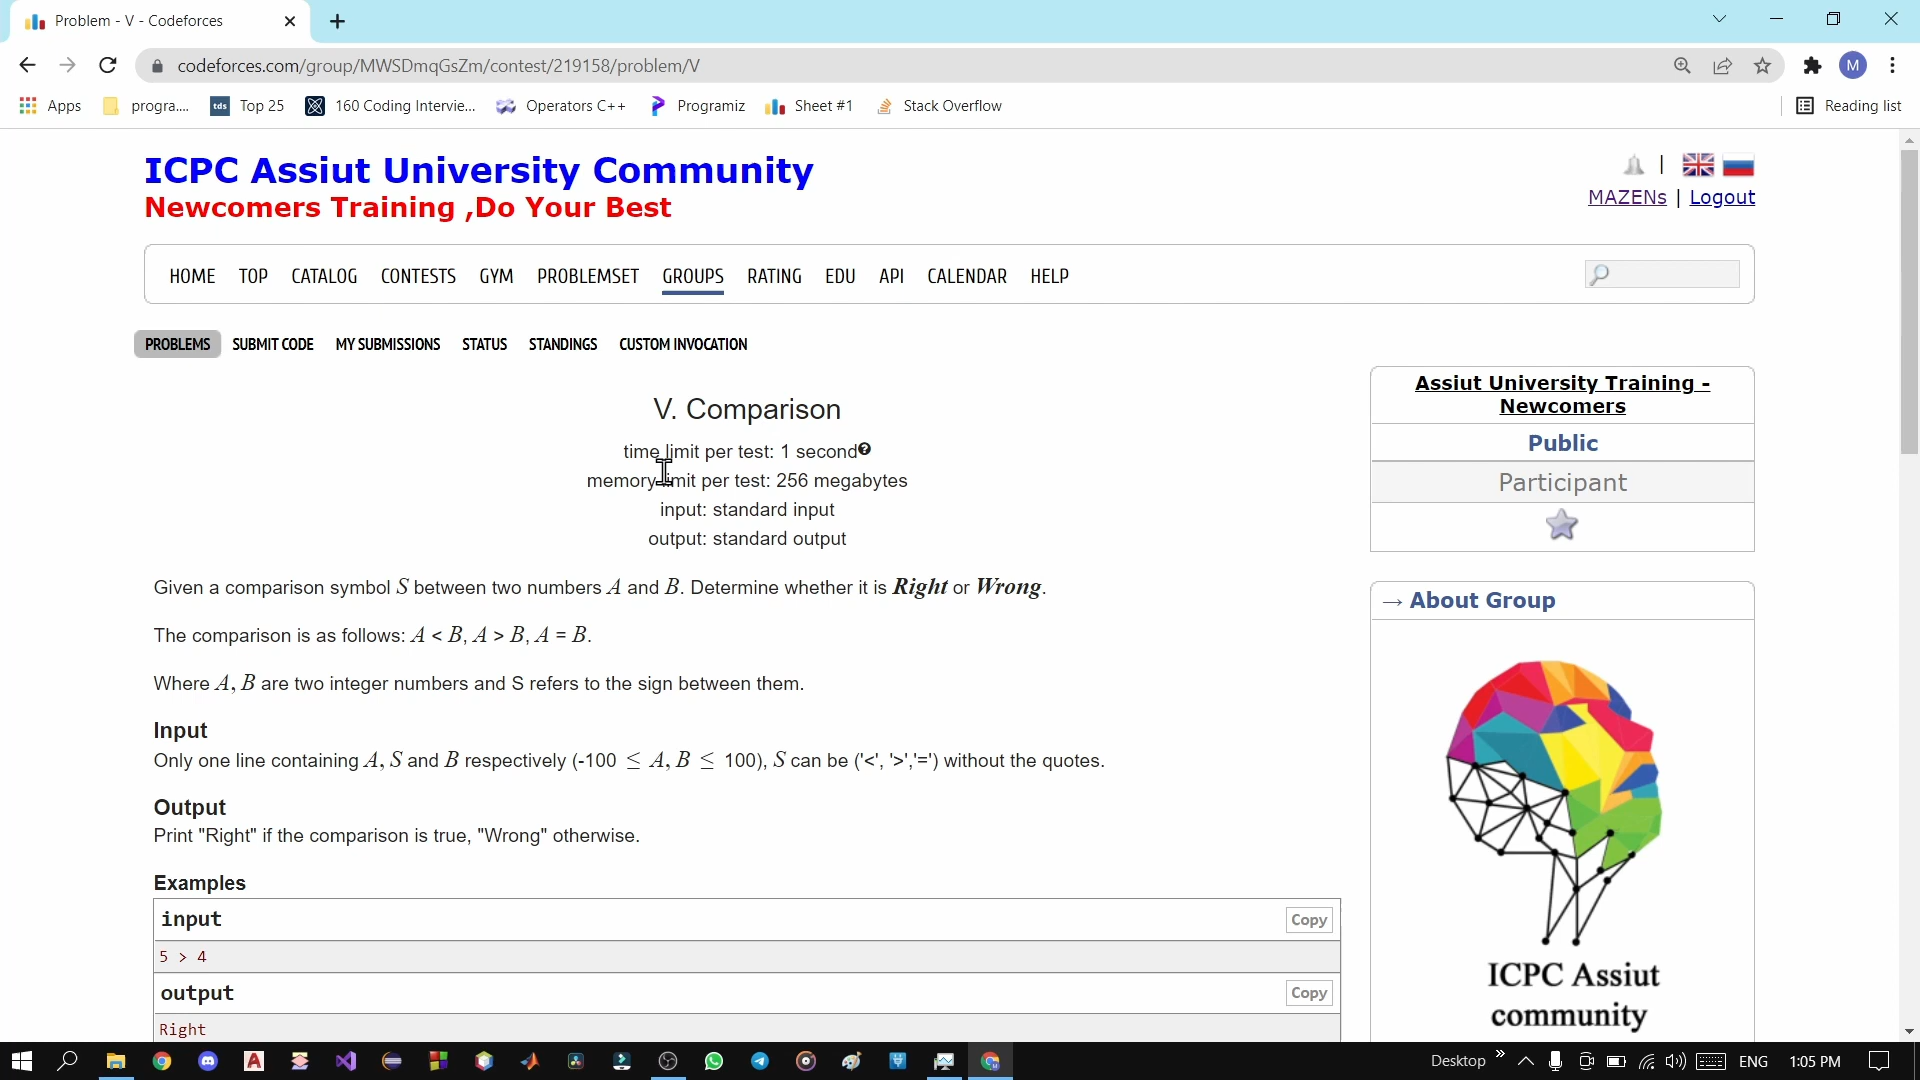 Problem - V - Codeforces
codeforces.com/group/MWSDmqGsZm/contest/219158/problem/V
M
Apps progra.... tds Top 25 160 Coding Intervie... Operators C++ Programiz Sheet #1 Stack Overflow Reading list
ICPC Assiut University Community
Newcomers Training ,Do Your Best
|
MAZENs | Logout
HOME TOP CATALOG CONTESTS GYM PROBLEMSET GROUPS RATING EDU API CALENDAR HELP
PROBLEMS SUBMIT CODE MY SUBMISSIONS STATUS STANDINGS CUSTOM INVOCATION
V. Comparison
time limit per test: 1 second
memory limit per test: 256 megabytes
input: standard input
output: standard output
Given a comparison symbol S between two numbers A and B. Determine whether it is Right or Wrong.
The comparison is as follows: A < B, A > B, A = B.
Where A, B are two integer numbers and S refers to the sign between them.
Input
Only one line containing A, S and B respectively (-100 ≤ A, B ≤ 100), S can be ('<', '>','=') without the quotes.
Output
Print "Right" if the comparison is true, "Wrong" otherwise.
Examples
input Copy
5 > 4
output Copy
Right
Assiut University Training -
Newcomers
Public
Participant
→ About Group
ICPC Assiut
community
Desktop » ENG 1:05 PM